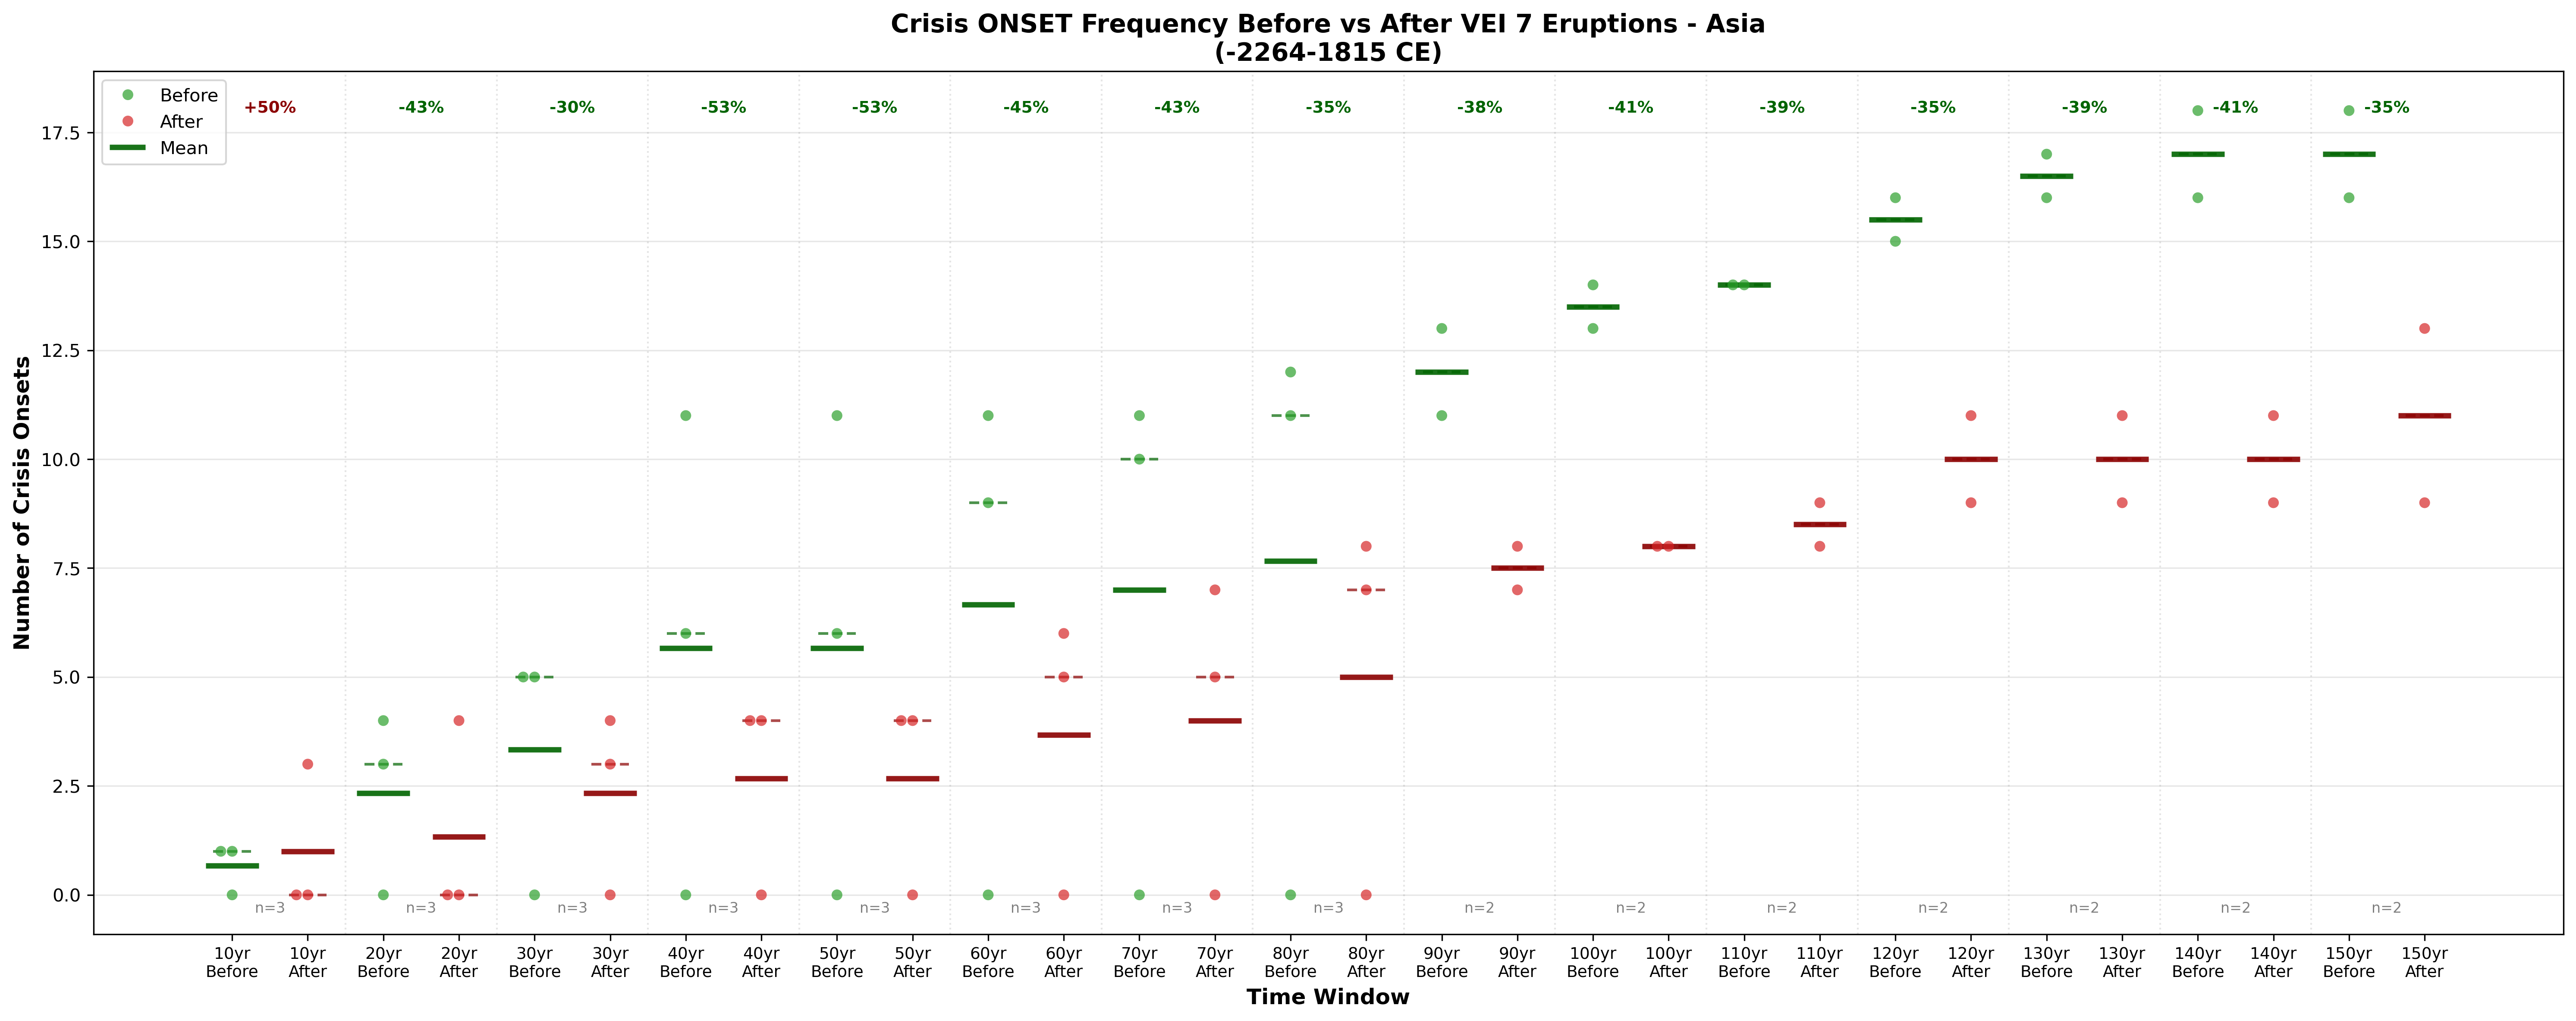 Crisis ONSET Frequency Before vs After VEI 7 Eruptions - Asia
(-2264-1815 CE)
Before
After
Mean
+50%
-43%
-30%
-53%
-53%
-45%
-43%
-35%
-38%
-41%
-39%
-35%
-39%
-41%
-35%
Number of Crisis Onsets
17.5
15.0
12.5
10.0
7.5
5.0
2.5
0.0
n=3
n=3
n=3
n=3
n=3
n=3
n=3
n=3
n=2
n=2
n=2
n=2
n=2
n=2
n=2
10yr
Before
10yr
After
20yr
Before
20yr
After
30yr
Before
30yr
After
40yr
Before
40yr
After
50yr
Before
50yr
After
60yr
Before
60yr
After
70yr
Before
70yr
After
80yr
Before
80yr
After
90yr
Before
90yr
After
100yr
Before
100yr
After
110yr
Before
110yr
After
120yr
Before
120yr
After
130yr
Before
130yr
After
140yr
Before
140yr
After
150yr
Before
150yr
After
Time Window